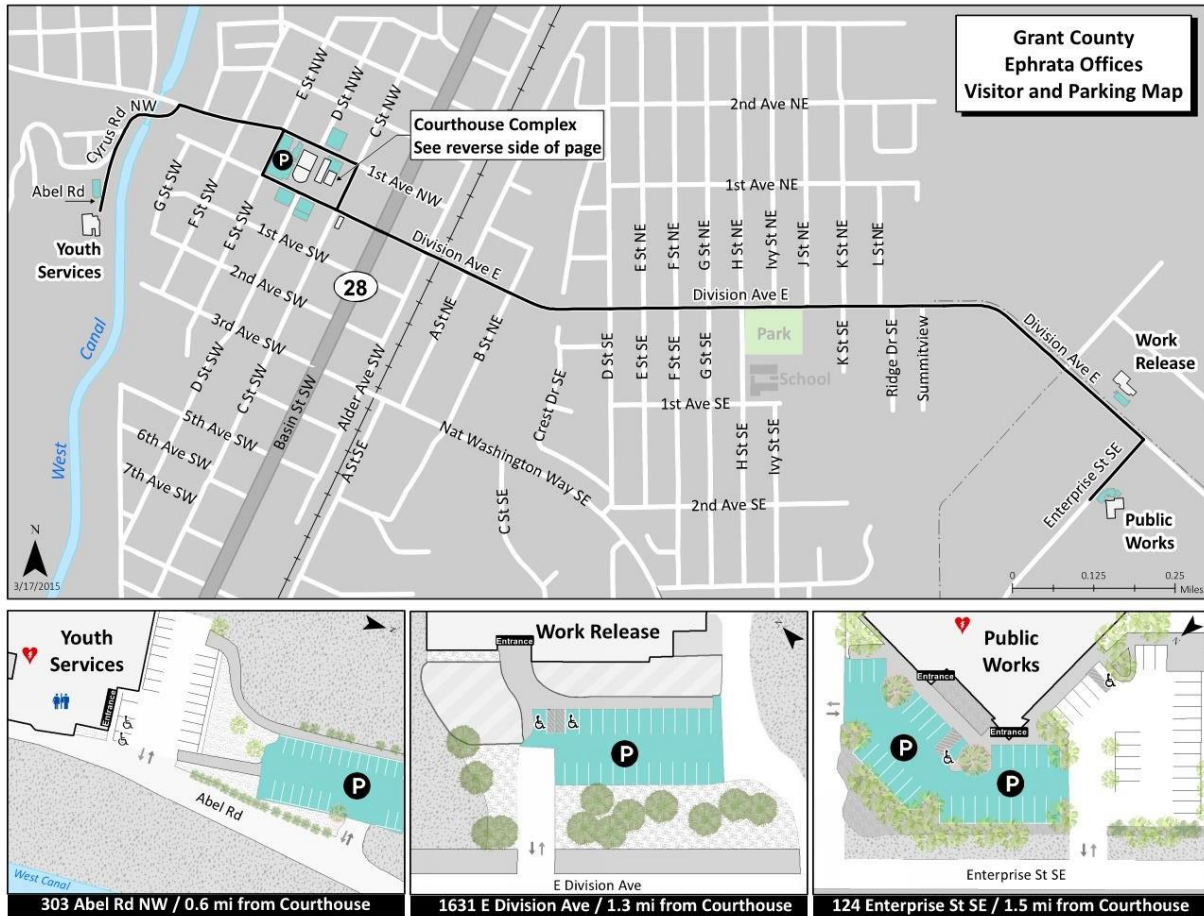 Grant County
Ephrata Offices
Visitor and Parking Map
Courthouse Complex
See reverse side of page
E St NW
D St NW
C St NW
Cyrus Rd NW
Abel Rd
Youth
Services
G St SW
F St SW
E St SW
P
1st Ave NW
1st Ave SW
2nd Ave SW
3rd Ave SW
D St SW
C St SW
5th Ave SW
6th Ave SW
7th Ave SW
West Canal
28
Basin St SW
Alder Ave SW
A St SE
A St NE
B St NE
Division Ave E
Nat Washington Way SE
Crest Dr SE
C St SE
2nd Ave NE
1st Ave NE
E St NE
F St NE
G St NE
H St NE
Ivy St NE
J St NE
K St NE
L St NE
Division Ave E
D St SE
E St SE
F St SE
G St SE
Park
School
K St SE
Ridge Dr SE
Summitview
1st Ave SE
H St SE
Ivy St SE
2nd Ave SE
Division Ave E
Work
Release
Enterprise St SE
Public
Works
N
3/17/2015
0 0.125 0.25
Miles
Youth
Services
Entrance
P
Abel Rd
West Canal
N
303 Abel Rd NW / 0.6 mi from Courthouse
Work Release
Entrance
P
E Division Ave
N
1631 E Division Ave / 1.3 mi from Courthouse
Public
Works
Entrance
Entrance
P
P
Enterprise St SE
N
124 Enterprise St SE / 1.5 mi from Courthouse